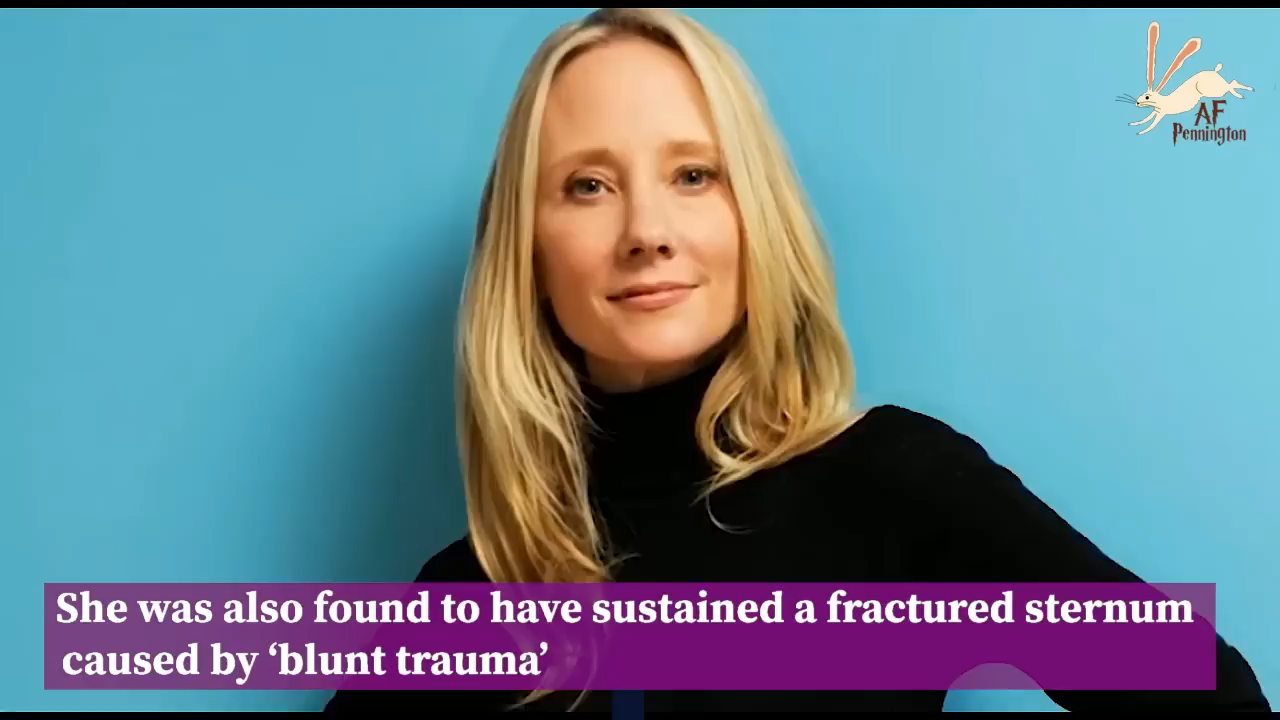 AF
Pennington
She was also found to have sustained a fractured sternum
caused by ‘blunt trauma’